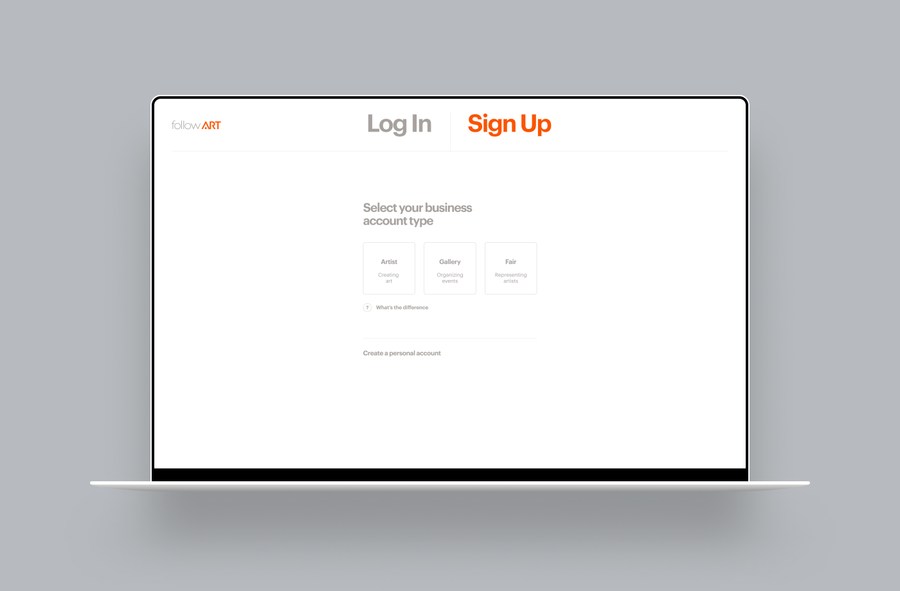 followART
Log In
Sign Up
Select your business
account type
Artist
Creating
art
Gallery
Organizing
events
Fair
Representing
artists
?
What's the difference
Create a personal account